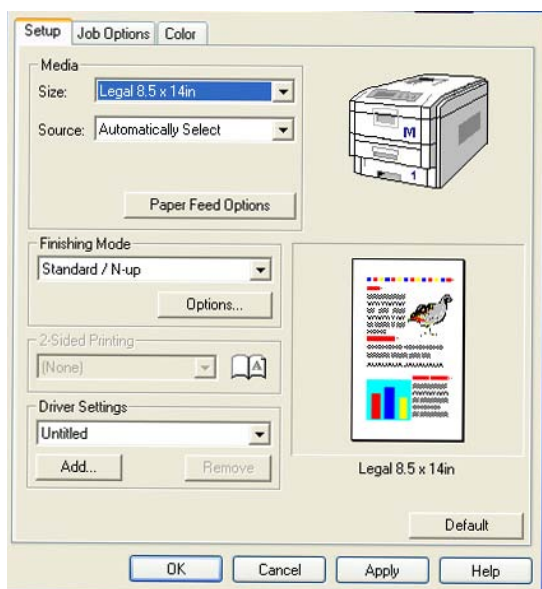 Setup Job Options Color
Media
Size: Legal 8.5 x 14in
Source: Automatically Select
Paper Feed Options
M
1
Finishing Mode
Standard / N-up
Options...
2-Sided Printing
(None)
A
Driver Settings
Untitled
Add... Remove
Legal 8.5 x 14in
Default
OK Cancel Apply Help